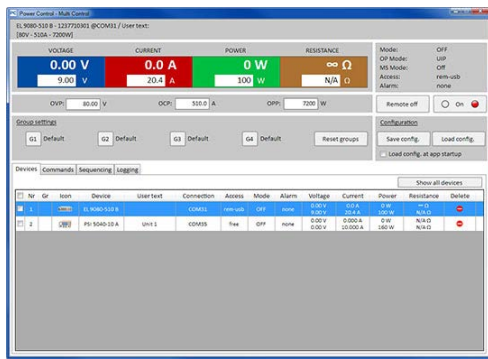 Power Control - Multi Control
EL 9080-510 B - 1237710301 @COM31 / User text:
[80V - 510A - 7200W]
VOLTAGE CURRENT POWER RESISTANCE
0.00 V 0.0 A 0 W ∞ Ω
9.00 V 20.4 A 100 W N/A Ω
Mode: OFF
OP Mode: UIP
MS Mode: Off
Access: rem-usb
Alarm: none
OVP: 80.00 V OCP: 510.0 A OPP: 7200 W
Remote off On
Group settings
G1 Default G2 Default G3 Default G4 Default Reset groups
Configuration
Save config. Load config.
Load config. at app startup
Devices Commands Sequencing Logging
Show all devices
Nr Gr Icon Device User text Connection Access Mode Alarm Voltage Current Power Resistance Delete
1 EL 9080-510 B COM31 rem-usb OFF none 0.00 V 0.0 A 0 W ∞ Ω
9.00 V 20.4 A 100 W N/A Ω
2 PSI 5040-10 A Unit 1 COM35 free OFF none 0.00 V 0.000 A 0 W N/A Ω
0.00 V 10.000 A 160 W N/A Ω